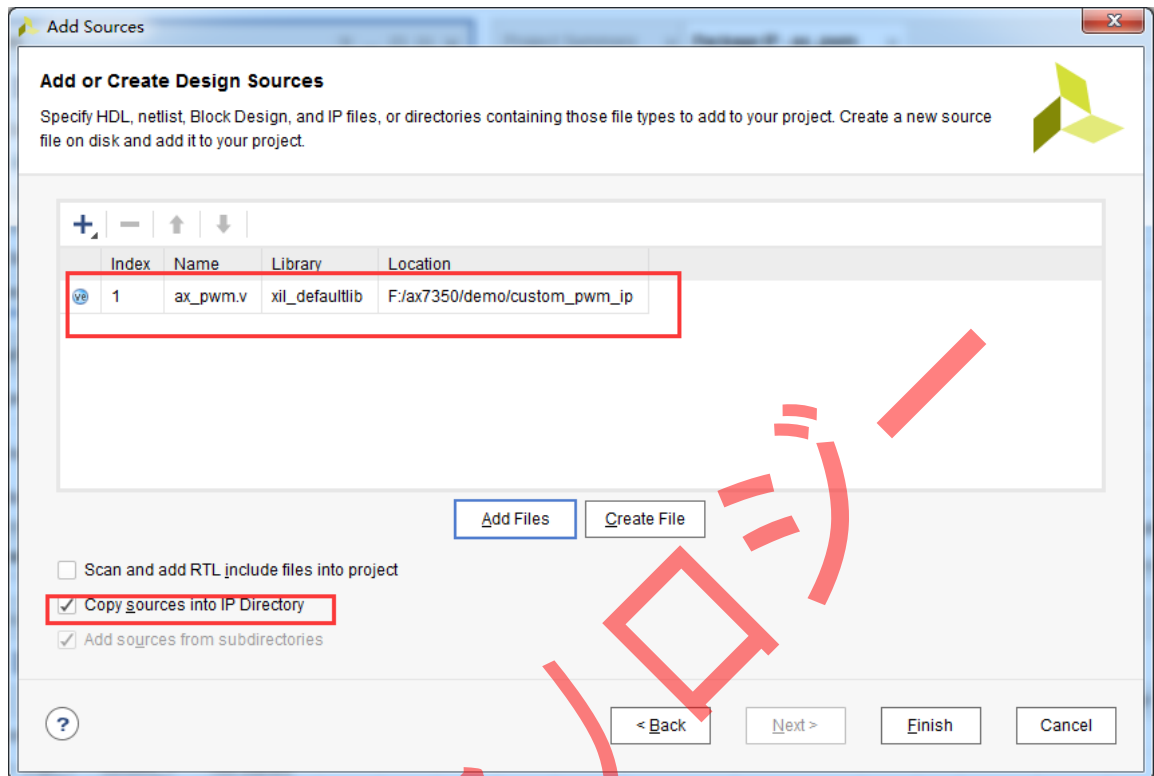 Add Sources
Add or Create Design Sources
Specify HDL, netlist, Block Design, and IP files, or directories containing those file types to add to your project. Create a new source
file on disk and add it to your project.
Index Name Library Location
1 ax_pwm.v xil_defaultlib F:/ax7350/demo/custom_pwm_ip
Add Files Create File
Scan and add RTL include files into project
Copy sources into IP Directory
Add sources from subdirectories
? < Back Next > Finish Cancel